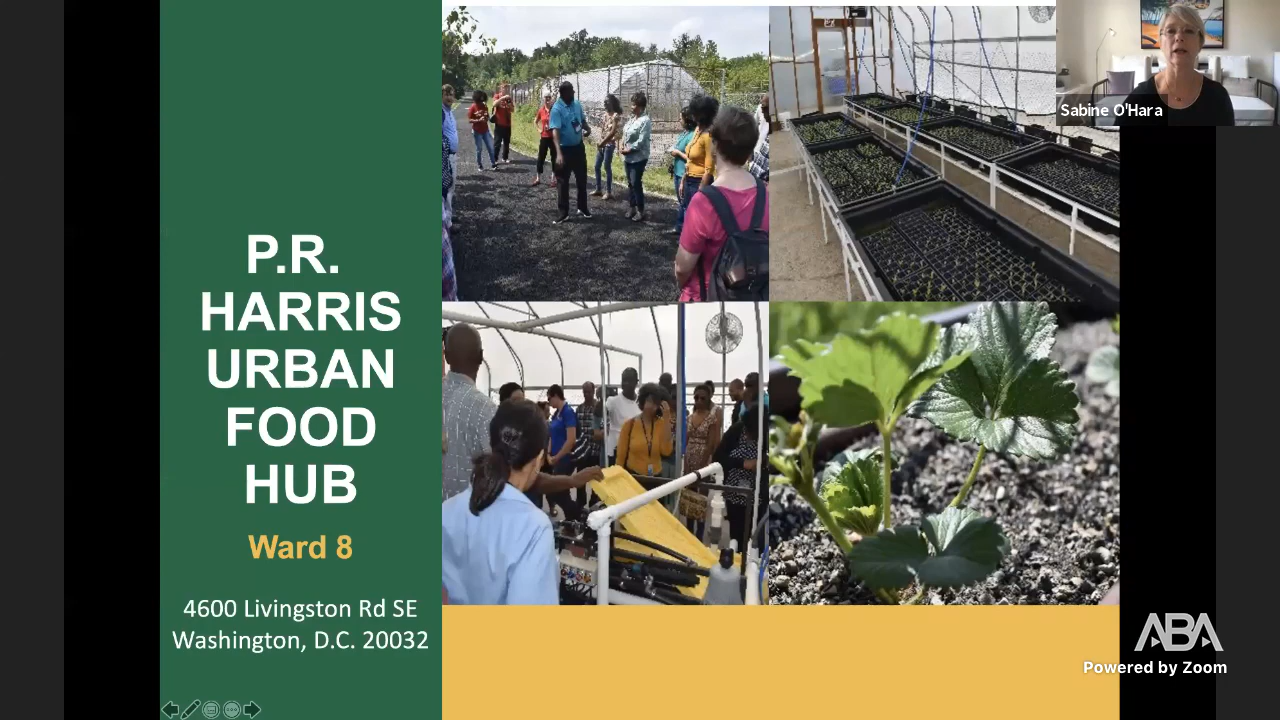 Sabine O'Hara
P.R.
HARRIS
URBAN
FOOD
HUB
Ward 8
4600 Livingston Rd SE
Washington, D.C. 20032
ABA
Powered by Zoom